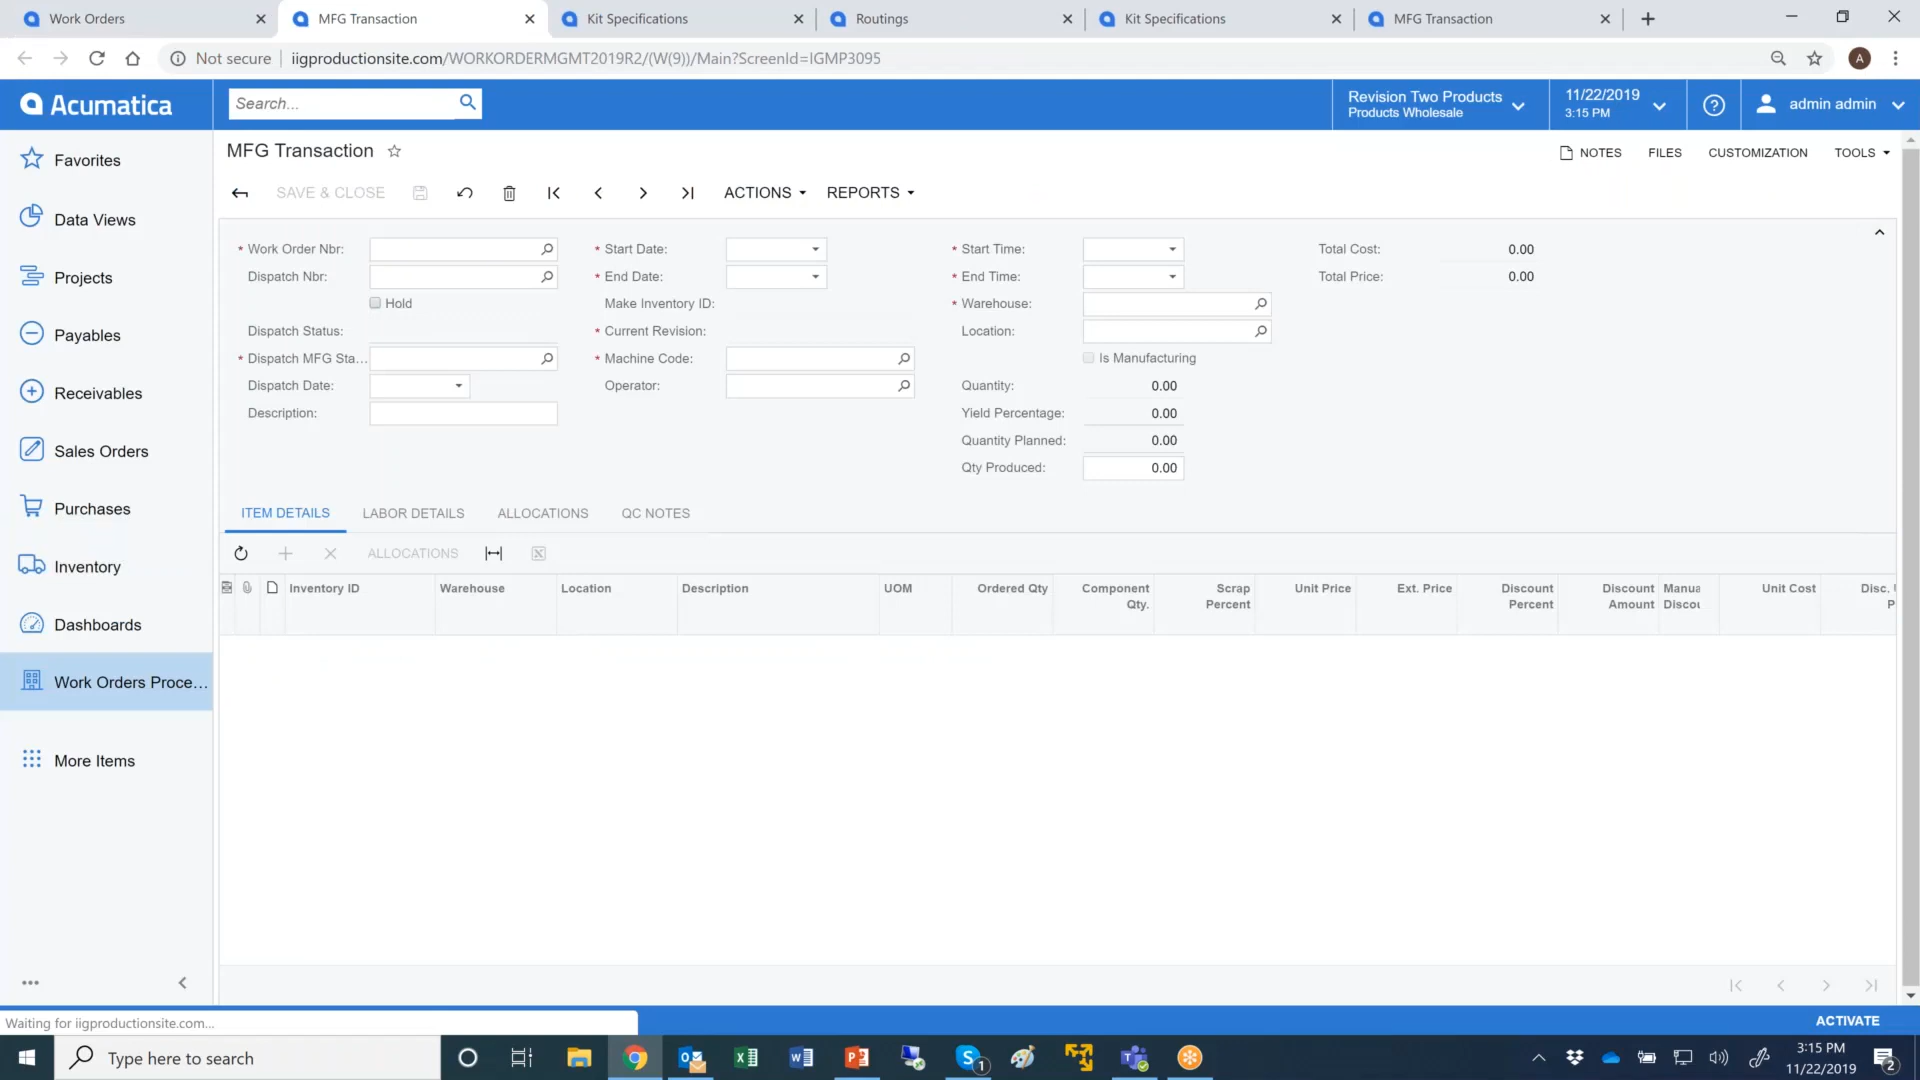 Work Orders
MFG Transaction
Kit Specifications
Routings
Kit Specifications
MFG Transaction
Not secure
iigproductionsite.com/WORKORDERMGMT2019R2/(W(9))/Main?ScreenId=IGMP3095
A
Acumatica
Search...
Revision Two Products
Products Wholesale
11/22/2019
3:15 PM
admin admin
Favorites
Data Views
Projects
Payables
Receivables
Sales Orders
Purchases
Inventory
Dashboards
Work Orders Proce...
More Items
MFG Transaction
NOTES
FILES
CUSTOMIZATION
TOOLS
SAVE & CLOSE
ACTIONS
REPORTS
* Work Order Nbr:
Dispatch Nbr:
Hold
Dispatch Status:
* Dispatch MFG Sta...
Dispatch Date:
Description:
* Start Date:
* End Date:
Make Inventory ID:
* Current Revision:
* Machine Code:
Operator:
* Start Time:
* End Time:
* Warehouse:
Location:
Is Manufacturing
Quantity: 0.00
Yield Percentage: 0.00
Quantity Planned: 0.00
Qty Produced: 0.00
Total Cost: 0.00
Total Price: 0.00
ITEM DETAILS
LABOR DETAILS
ALLOCATIONS
QC NOTES
ALLOCATIONS
Inventory ID
Warehouse
Location
Description
UOM
Ordered Qty
Component
Qty.
Scrap
Percent
Unit Price
Ext. Price
Discount
Percent
Discount
Amount
Manua
Discou
Unit Cost
Disc.
P
Waiting for iigproductionsite.com...
ACTIVATE
Type here to search
1
3:15 PM
11/22/2019
2